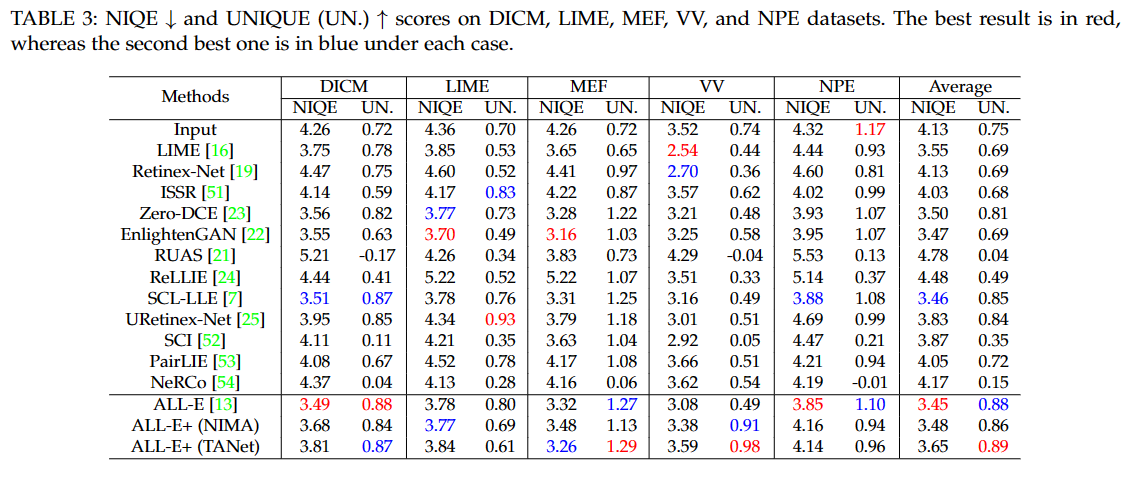 TABLE 3: NIQE ↓ and UNIQUE (UN.) ↑ scores on DICM, LIME, MEF, VV, and NPE datasets. The best result is in red,
whereas the second best one is in blue under each case.
Methods DICM LIME MEF VV NPE Average
NIQE UN. NIQE UN. NIQE UN. NIQE UN. NIQE UN. NIQE UN.
Input 4.26 0.72 4.36 0.70 4.26 0.72 3.52 0.74 4.32 1.17 4.13 0.75
LIME [16] 3.75 0.78 3.85 0.53 3.65 0.65 2.54 0.44 4.44 0.93 3.55 0.69
Retinex-Net [19] 4.47 0.75 4.60 0.52 4.41 0.97 2.70 0.36 4.60 0.81 4.13 0.69
ISSR [51] 4.14 0.59 4.17 0.83 4.22 0.87 3.57 0.62 4.02 0.99 4.03 0.68
Zero-DCE [23] 3.56 0.82 3.77 0.73 3.28 1.22 3.21 0.48 3.93 1.07 3.50 0.81
EnlightenGAN [22] 3.55 0.63 3.70 0.49 3.16 1.03 3.25 0.58 3.95 1.07 3.47 0.69
RUAS [21] 5.21 -0.17 4.26 0.34 3.83 0.73 4.29 -0.04 5.53 0.13 4.78 0.04
ReLLIE [24] 4.44 0.41 5.22 0.52 5.22 1.07 3.51 0.33 5.14 0.37 4.48 0.49
SCL-LLE [7] 3.51 0.87 3.78 0.76 3.31 1.25 3.16 0.49 3.88 1.08 3.46 0.85
URetinex-Net [25] 3.95 0.85 4.34 0.93 3.79 1.18 3.01 0.51 4.69 0.99 3.83 0.84
SCI [52] 4.11 0.11 4.21 0.35 3.63 1.04 2.92 0.05 4.47 0.21 3.87 0.35
PairLIE [53] 4.08 0.67 4.52 0.78 4.17 1.08 3.66 0.51 4.21 0.94 4.05 0.72
NeRCo [54] 4.37 0.04 4.13 0.28 4.16 0.06 3.62 0.54 4.19 -0.01 4.17 0.15
ALL-E [13] 3.49 0.88 3.78 0.80 3.32 1.27 3.08 0.49 3.85 1.10 3.45 0.88
ALL-E+ (NIMA) 3.68 0.84 3.77 0.69 3.48 1.13 3.38 0.91 4.16 0.94 3.48 0.86
ALL-E+ (TANet) 3.81 0.87 3.84 0.61 3.26 1.29 3.59 0.98 4.14 0.96 3.65 0.89